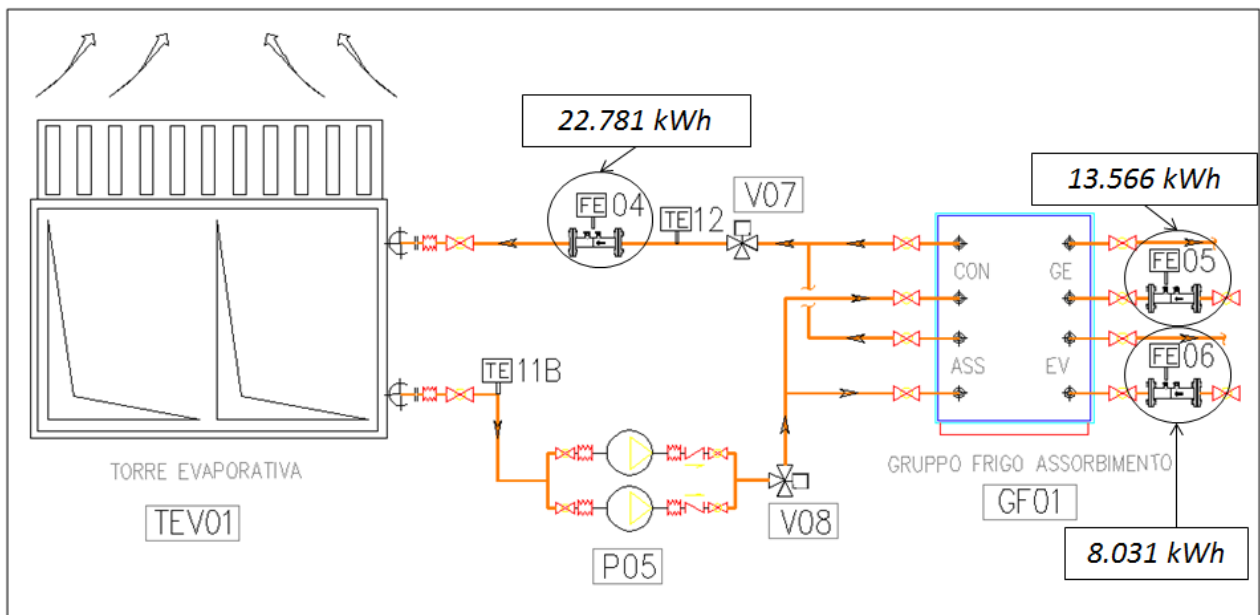 22.781 kWh
13.566 kWh
V07
FE 04
TE 12
CON
GE
FE 05
ASS
EV
FE 06
TE 11B
TORRE EVAPORATIVA
TEV01
GRUPPO FRIGO ASSORBIMENTO
GF01
V08
P05
8.031 kWh